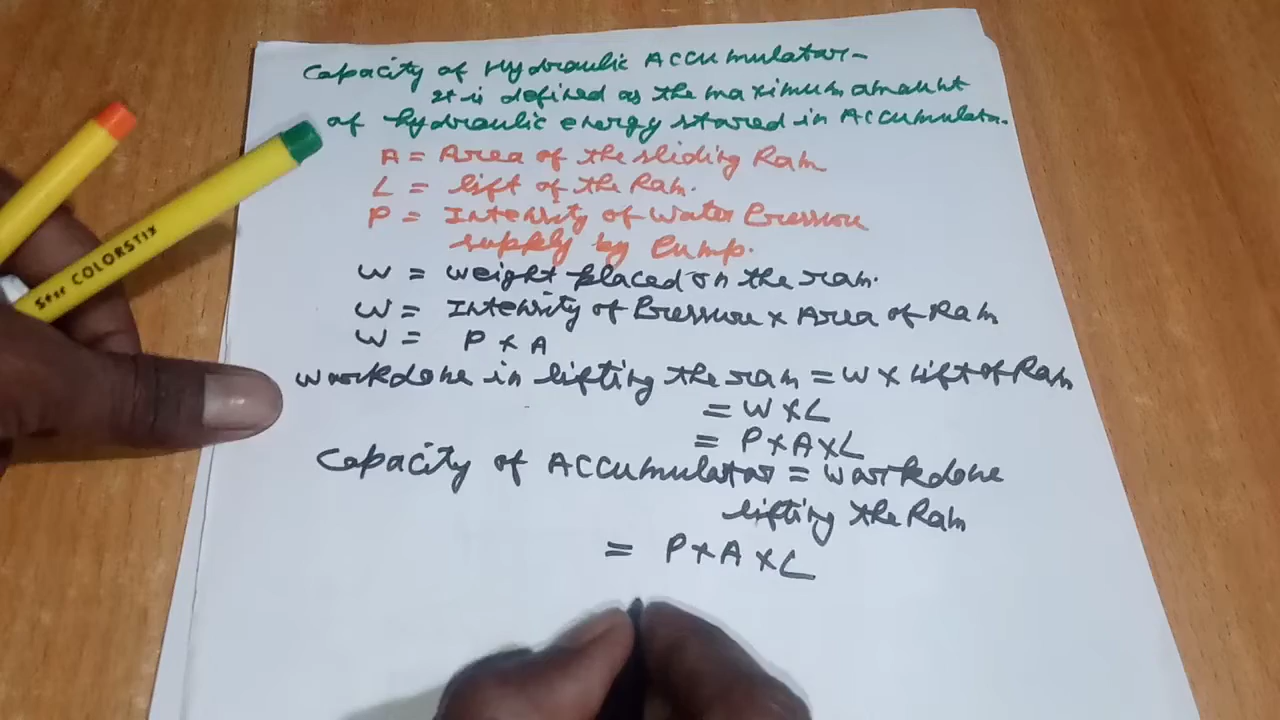 Capacity of Hydraulic Accumulator-
It is defined as the maximum amount
of hydraulic energy stored in Accumulator.
A = Area of the sliding Ram
L = lift of the Ram.
P = Intensity of Water Pressure
supply by Pump.
W = weight placed on the ram.
W = Intensity of Pressure x Area of Ram
W = P x A
Workdone in lifting the ram = W x Lift of Ram
= W x L
= P x A x L
Capacity of Accumulator = workdone
lifting the Ram
= P x A x L
5tar COLORSTIX